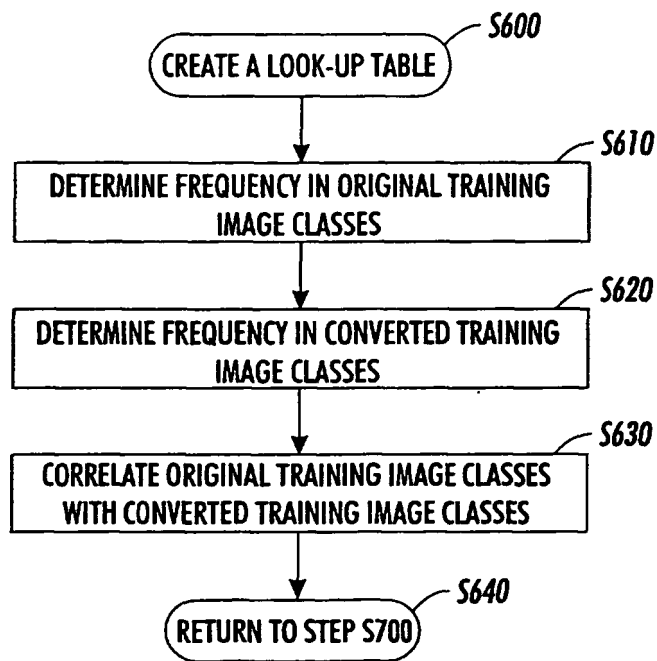 S600
CREATE A LOOK-UP TABLE
S610
DETERMINE FREQUENCY IN ORIGINAL TRAINING
IMAGE CLASSES
S620
DETERMINE FREQUENCY IN CONVERTED TRAINING
IMAGE CLASSES
S630
CORRELATE ORIGINAL TRAINING IMAGE CLASSES
WITH CONVERTED TRAINING IMAGE CLASSES
S640
RETURN TO STEP S700